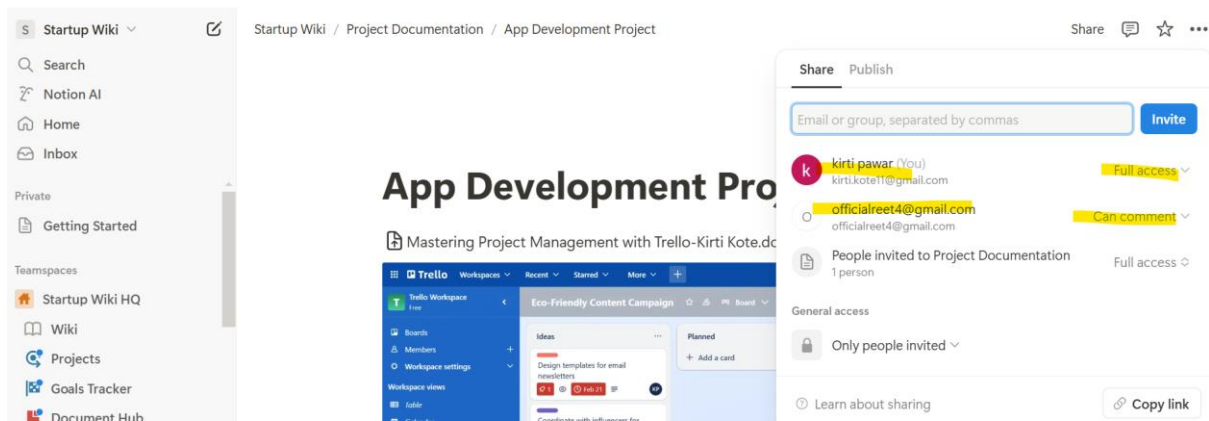 S Startup Wiki
Search
Notion AI
Home
Inbox
Private
Getting Started
Teamspaces
Startup Wiki HQ
Wiki
Projects
Goals Tracker
Document Hub
Startup Wiki / Project Documentation / App Development Project
Share
App Development Pro
Mastering Project Management with Trello-Kirti Kote.do
Trello Workspaces Recent Starred More +
T Trello Workspace
Free
Boards
Members +
Workspace settings
Workspace views
Table
Eco-Friendly Content Campaign Board
Ideas
Design templates for email
newsletters
1 Feb 21 KP
Coordinate with influencers for
Planned
+ Add a card
Share Publish
Email or group, separated by commas
Invite
k kirti pawar (You) Full access
kirti.kote11@gmail.com
O officialreet4@gmail.com Can comment
officialreet4@gmail.com
People invited to Project Documentation Full access
1 person
General access
Only people invited
Learn about sharing
Copy link